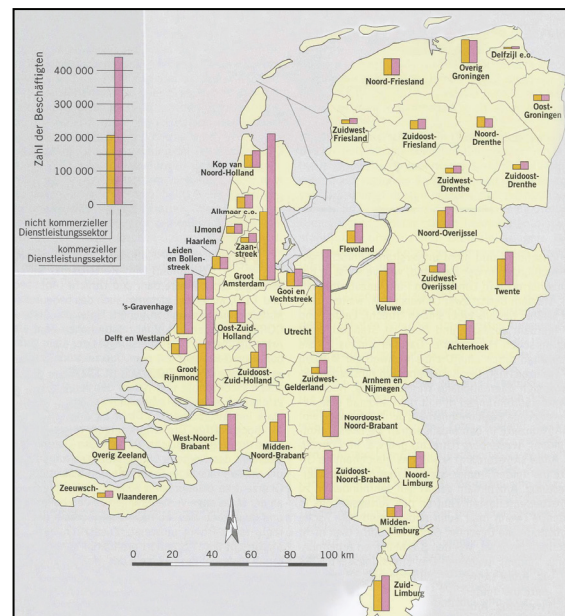 Zahl der Beschäftigten
400 000
300 000
200 000
100 000
0
nicht kommerzieller
Dienstleistungssektor
kommerzieller
Dienstleistungssektor
Noord-Friesland
Overig
Groningen
Delfzijl e.o.
Oost-
Groningen
Zuidwest-
Friesland
Zuidoost-
Friesland
Noord-
Drenthe
Kop van
Noord-Holland
Zuidwest-
Drenthe
Zuidoost-
Drenthe
Alkmaar e.o.
IJmond
Haarlem
Zaan-
streek
Leiden
en Bollen-
streek
Flevoland
Noord-Overijssel
Groot
Amsterdam
Gooi en
Vechtstreek
Zuidwest-
Overijssel
Twente
's-Gravenhage
Veluwe
Oost-Zuid-
Holland
Utrecht
Delft en Westland
Achterhoek
Groot-
Rijnmond
Zuidoost-
Zuid-Holland
Zuidwest-
Gelderland
Arnhem en
Nijmegen
Noordoost-
Noord-Brabant
West-Noord-
Brabant
Midden-
Noord-Brabant
Overig Zeeland
Zuidoost-
Noord-Brabant
Noord-
Limburg
Zeeuwsch-
Vlaanderen
Midden-
Limburg
0 20 40 60 80 100 km
Zuid-
Limburg